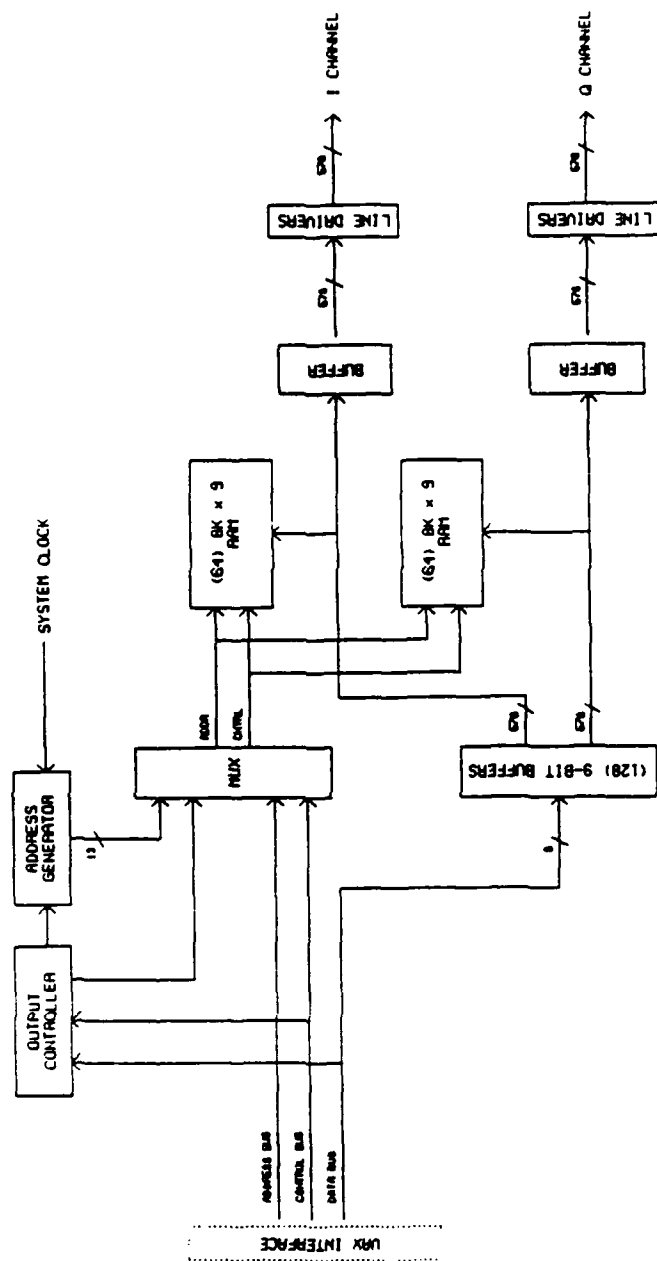 SYSTEM CLOCK
OUTPUT
CONTROLLER
ADDRESS
GENERATOR
13
VAX INTERFACE
ADDRESS BUS
CONTROL BUS
DATA BUS
MUX
ADDR
CNTRL
(64) 8K x 9
RAM
BUFFER
576
LINE DRIVERS
576
I CHANNEL
(64) 8K x 9
RAM
(128) 9-BIT BUFFERS
576
576
BUFFER
576
LINE DRIVERS
576
Q CHANNEL